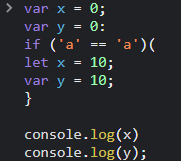 > var x = 0;
var y = 0:
if ('a' == 'a')(
let x = 10;
var y = 10;
}

console.log(x)
console.log(y);